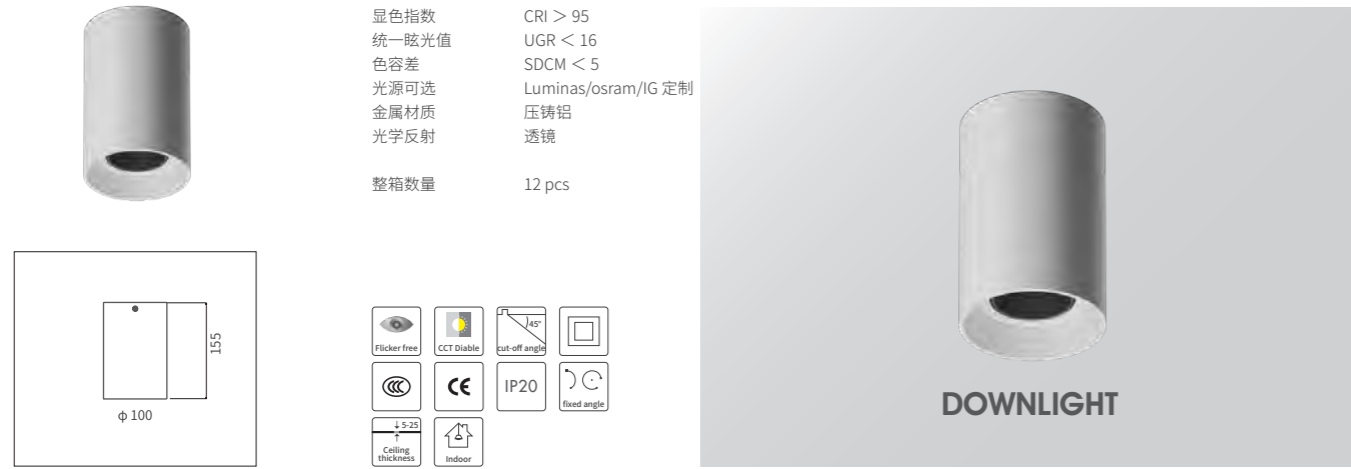 显色指数 CRI > 95
统一眩光值 UGR < 16
色容差 SDCM < 5
光源可选 Luminas/osram/IG 定制
金属材质 压铸铝
光学反射 透镜
整箱数量 12 pcs
155
φ 100
Flicker free
CCT Diable
45°
cut-off angle
CCC
CE
IP20
fixed angle
5-25
Ceiling
thickness
Indoor
DOWNLIGHT